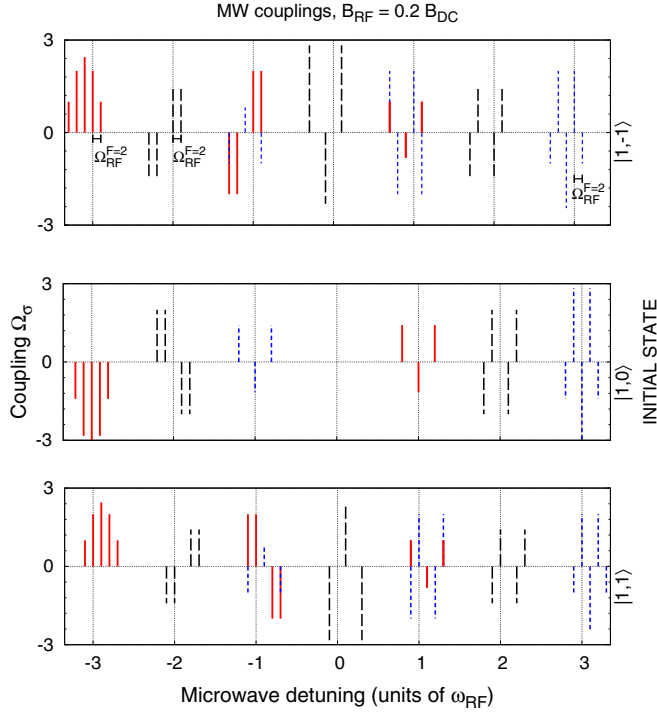 MW couplings, B_RF = 0.2 B_DC
3
0
-3
Ω_RF^F=2
Ω_RF^F=2
Ω_RF^F=2
|1,-1⟩
3
0
-3
Coupling Ω_σ
|1,0⟩
INITIAL STATE
3
0
-3
|1,1⟩
-3 -2 -1 0 1 2 3
Microwave detuning (units of ω_RF)